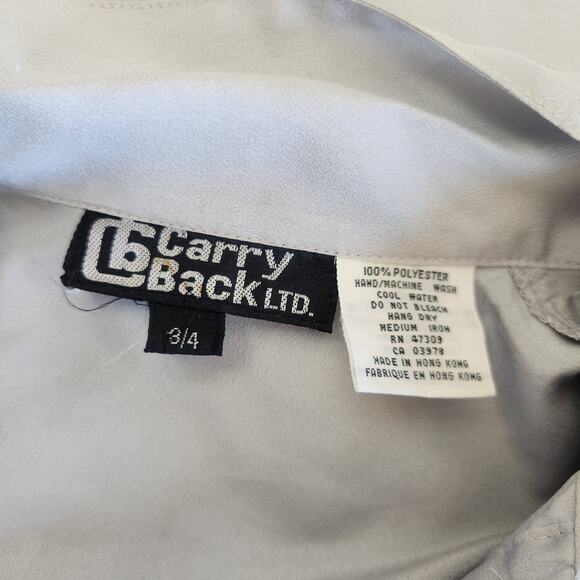 cb Carry
Back LTD.
3/4
100% POLYESTER
HAND/MACHINE WASH
COOL WATER
DO NOT BLEACH
HANG DRY
MEDIUM IRON
RN 47309
CA 03978
MADE IN HONG KONG
FABRIQUE EN HONG KONG